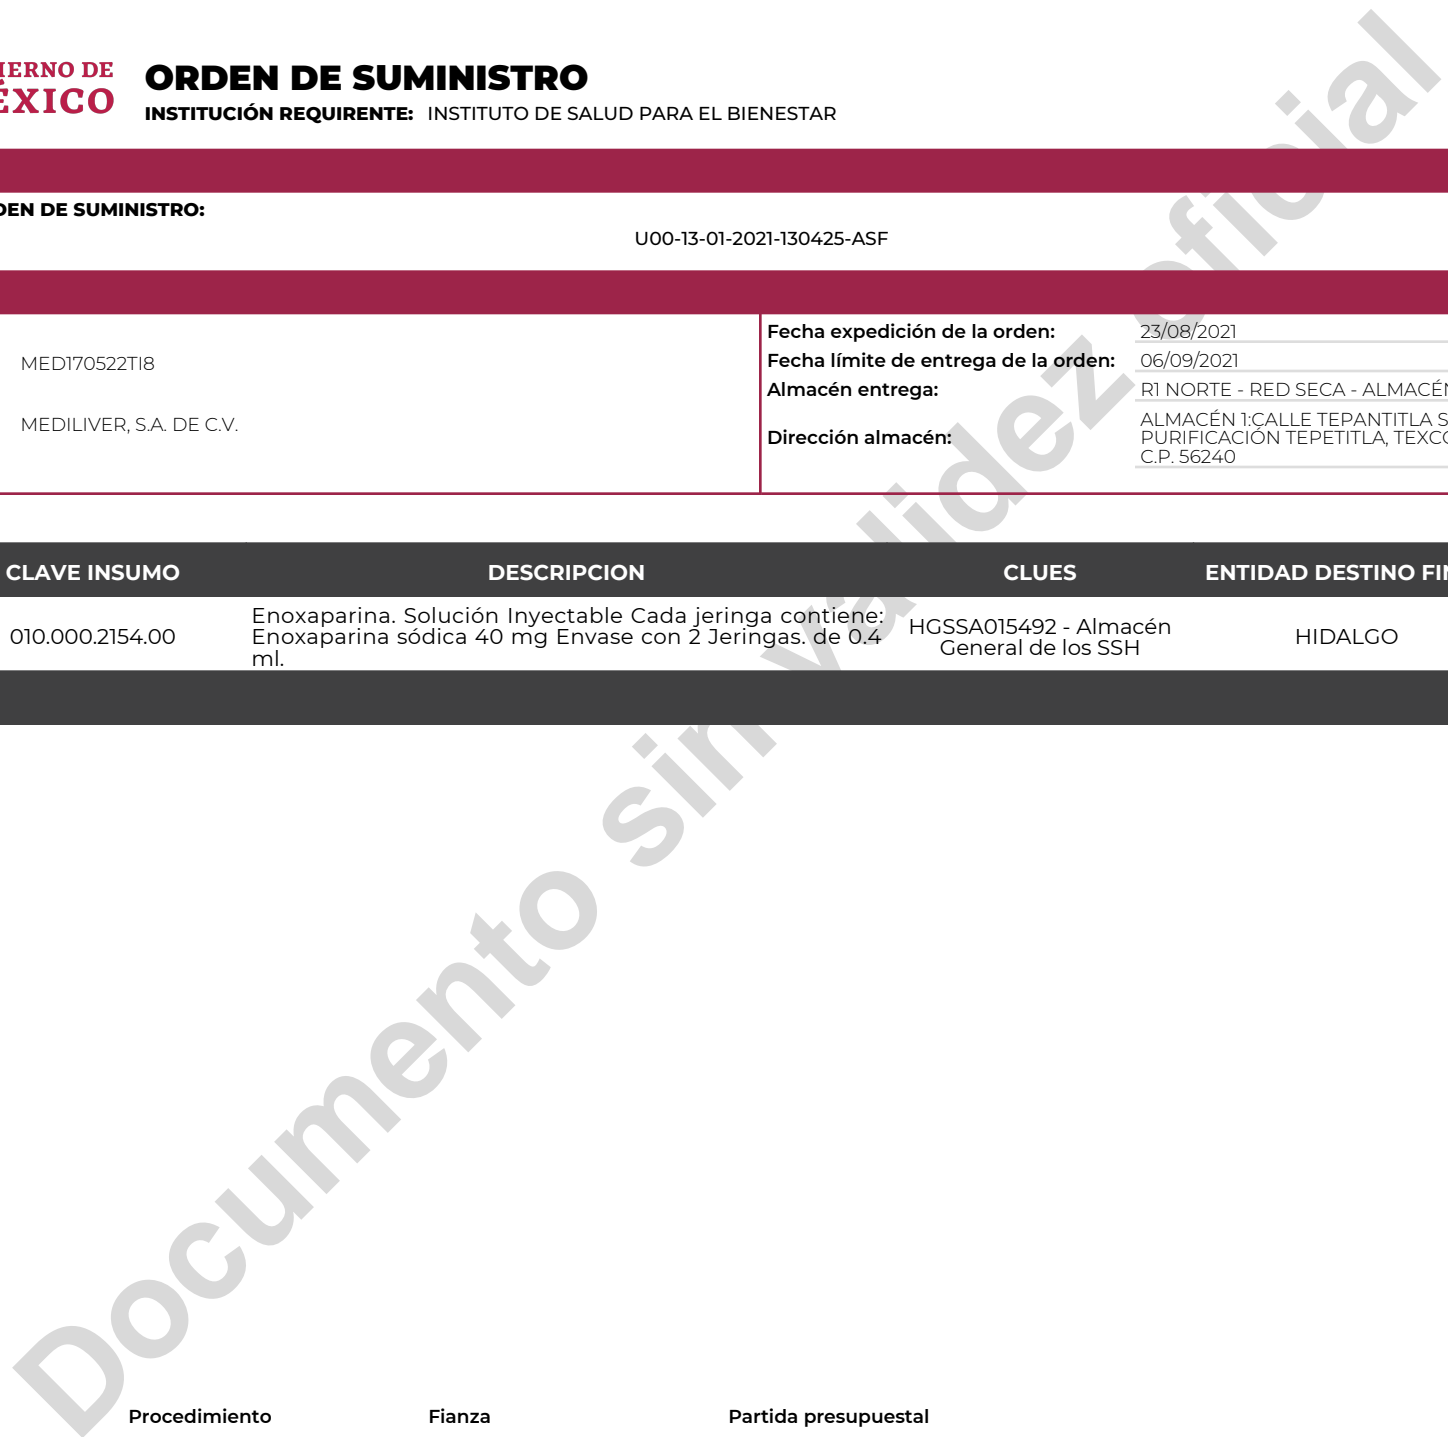 IERNO DE
ÉXICO
ORDEN DE SUMINISTRO
INSTITUCIÓN REQUIRENTE: INSTITUTO DE SALUD PARA EL BIENESTAR
DEN DE SUMINISTRO:
U00-13-01-2021-130425-ASF
MED170522TI8
MEDILIVER, S.A. DE C.V.
Fecha expedición de la orden: 23/08/2021
Fecha límite de entrega de la orden: 06/09/2021
Almacén entrega: R1 NORTE - RED SECA - ALMACÉN
Dirección almacén:
ALMACÉN 1:CALLE TEPANTITLA S
PURIFICACIÓN TEPETITLA, TEXCO
C.P. 56240
CLAVE INSUMO DESCRIPCION CLUES ENTIDAD DESTINO FIN
010.000.2154.00
Enoxaparina. Solución Inyectable Cada jeringa contiene:
Enoxaparina sódica 40 mg Envase con 2 Jeringas. de 0.4
ml.
HGSSA015492 - Almacén
General de los SSH
HIDALGO
Documento sin validez oficial
Procedimiento Fianza Partida presupuestal